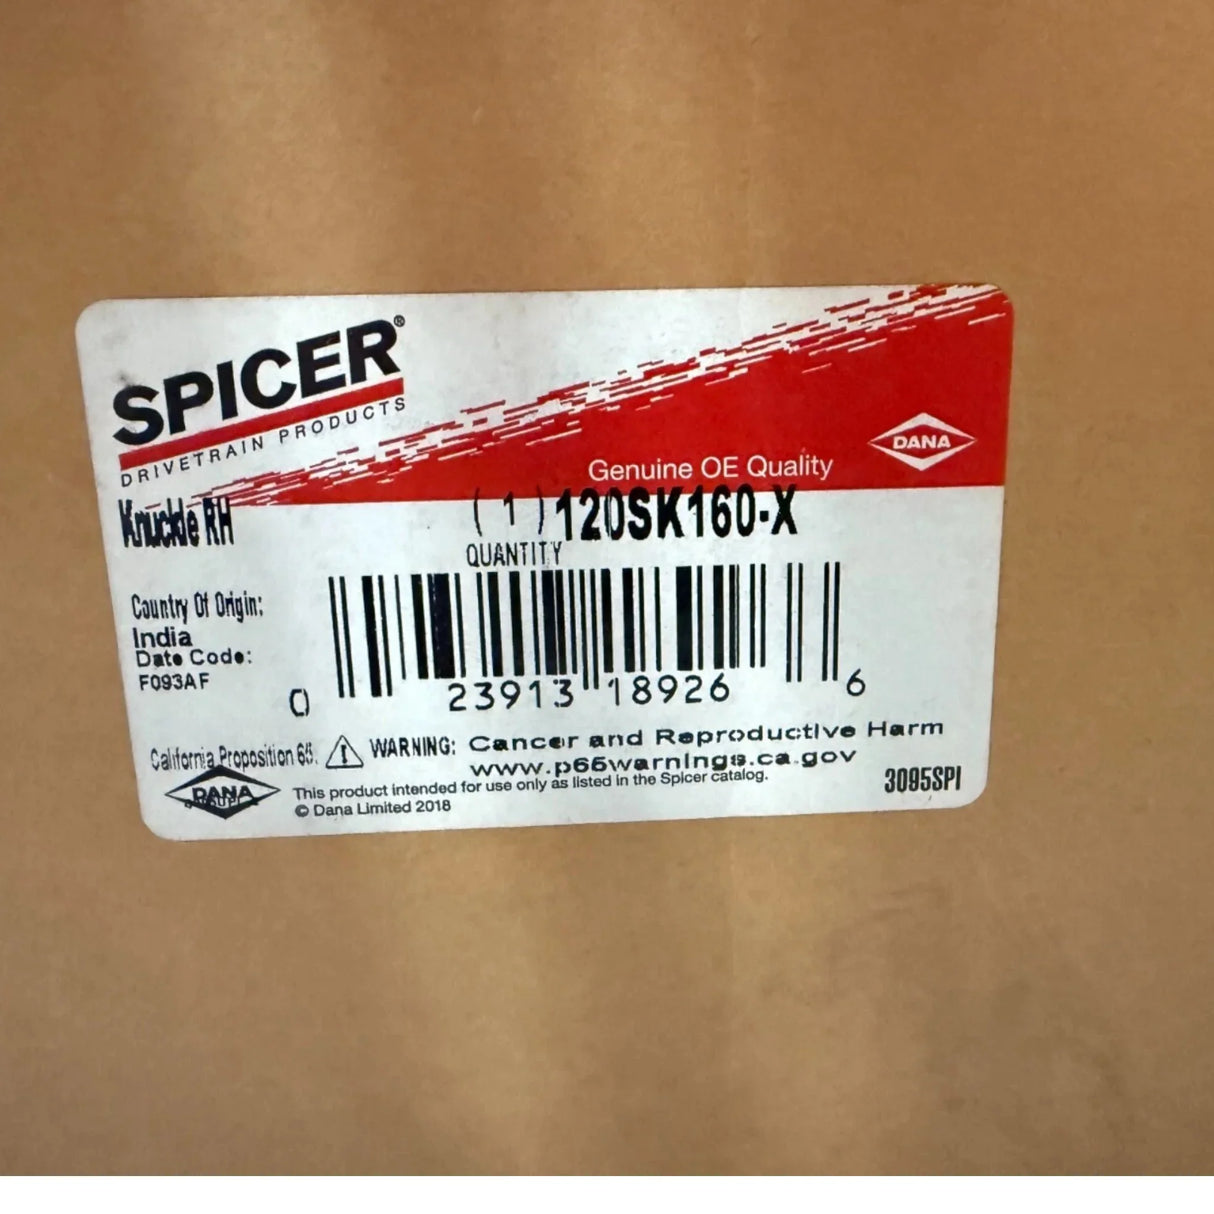 SPICER®
DRIVETRAIN PRODUCTS
DANA
Genuine OE Quality
Knuckle RH
( 1 ) 120SK160-X
QUANTITY
Country Of Origin:
India
Date Code:
F093AF
0 23913 18926 6
California Proposition 65. WARNING: Cancer and Reproductive Harm
www.p65warnings.ca.gov
DANA
GROUP
This product intended for use only as listed in the Spicer catalog.
© Dana Limited 2018
3095SPI